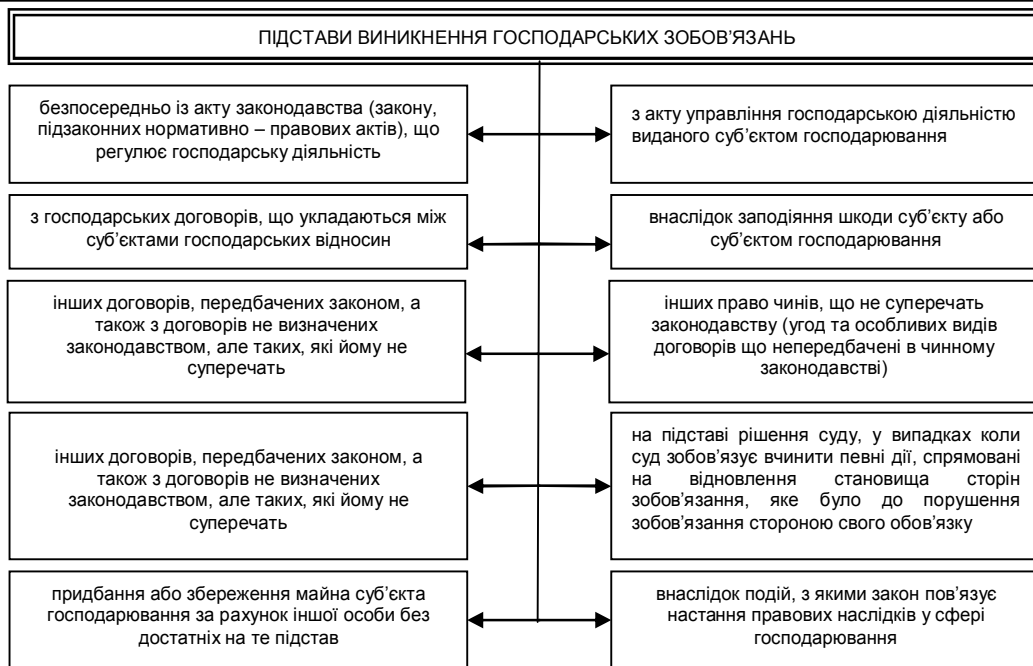 ПІДСТАВИ ВИНИКНЕННЯ ГОСПОДАРСЬКИХ ЗОБОВ’ЯЗАНЬ
безпосередньо із акту законодавства (закону,
підзаконних нормативно – правових актів), що
регулює господарську діяльність
з акту управління господарською діяльністю
виданого суб’єктом господарювання
з господарських договорів, що укладаються між
суб’єктами господарських відносин
внаслідок заподіяння шкоди суб’єкту або
суб’єктом господарювання
інших договорів, передбачених законом, а
також з договорів не визначених
законодавством, але таких, які йому не
суперечать
інших право чинів, що не суперечать
законодавству (угод та особливих видів
договорів що непередбачені в чинному
законодавстві)
інших договорів, передбачених законом, а
також з договорів не визначених
законодавством, але таких, які йому не
суперечать
на підставі рішення суду, у випадках коли
суд зобов’язує вчинити певні дії, спрямовані
на відновлення становища сторін
зобов’язання, яке було до порушення
зобов’язання стороною свого обов’язку
придбання або збереження майна суб’єкта
господарювання за рахунок іншої особи без
достатніх на те підстав
внаслідок подій, з якими закон пов’язує
настання правових наслідків у сфері
господарювання